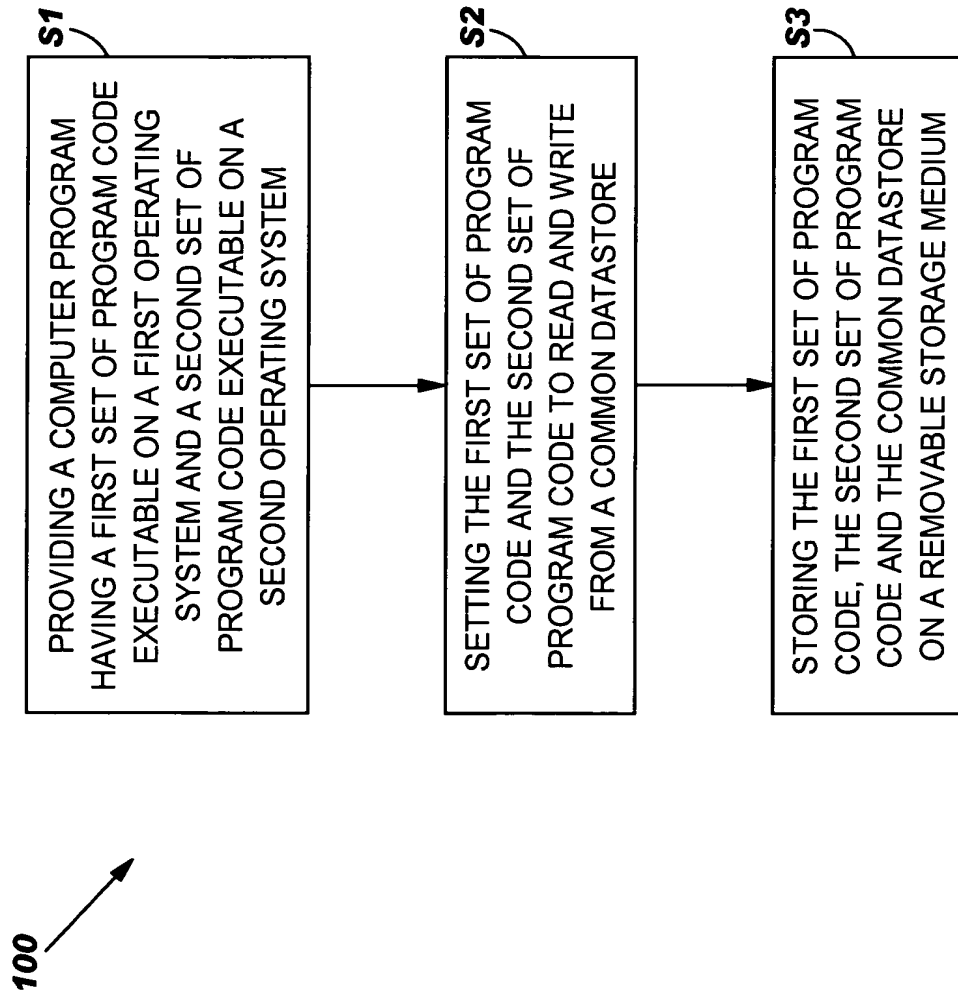 100
S1
PROVIDING A COMPUTER PROGRAM
HAVING A FIRST SET OF PROGRAM CODE
EXECUTABLE ON A FIRST OPERATING
SYSTEM AND A SECOND SET OF
PROGRAM CODE EXECUTABLE ON A
SECOND OPERATING SYSTEM
S2
SETTING THE FIRST SET OF PROGRAM
CODE AND THE SECOND SET OF
PROGRAM CODE TO READ AND WRITE
FROM A COMMON DATASTORE
S3
STORING THE FIRST SET OF PROGRAM
CODE, THE SECOND SET OF PROGRAM
CODE AND THE COMMON DATASTORE
ON A REMOVABLE STORAGE MEDIUM